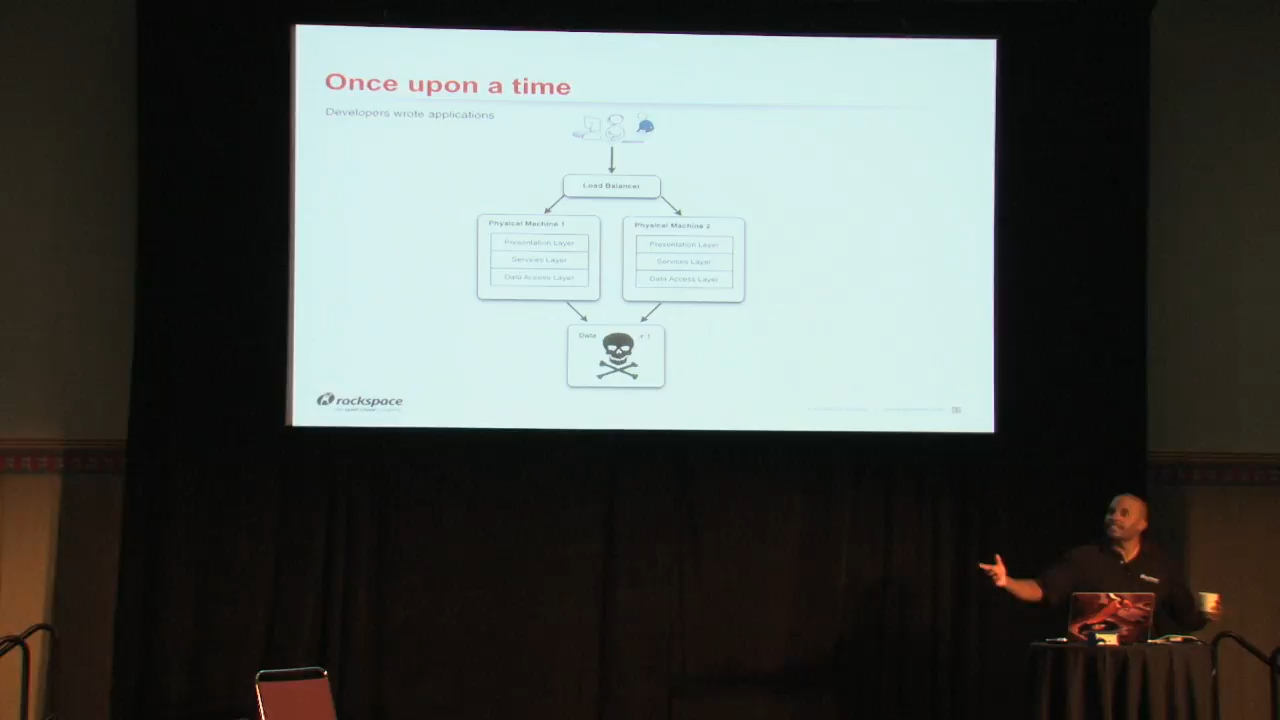 Once upon a time
Developers wrote applications
Load Balancer
Physical Machine 1
Presentation Layer
Services Layer
Data Access Layer
Physical Machine 2
Presentation Layer
Services Layer
Data Access Layer
Data r 1
rackspace